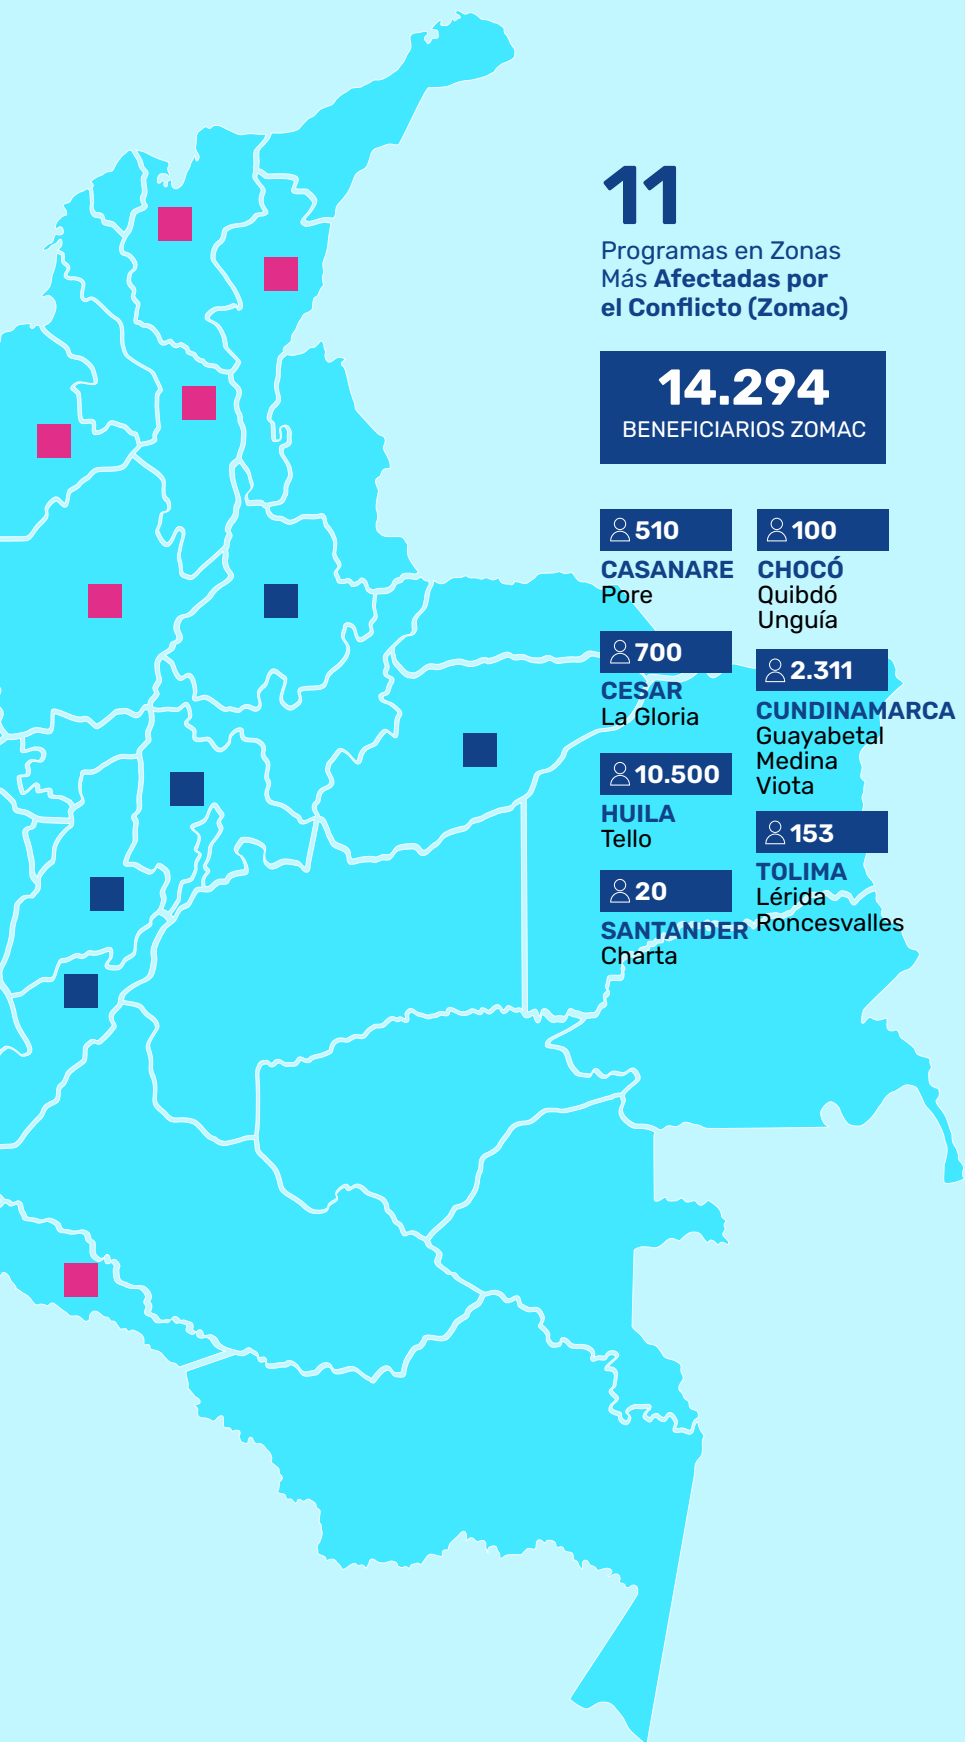 11
Programas en Zonas
Más Afectadas por
el Conflicto (Zomac)
14.294
BENEFICIARIOS ZOMAC
510
CASANARE
Pore
700
CESAR
La Gloria
10.500
HUILA
Tello
20
SANTANDER
Charta
100
CHOCÓ
Quibdó
Unguía
2.311
CUNDINAMARCA
Guayabetal
Medina
Viota
153
TOLIMA
Lérida
Roncesvalles